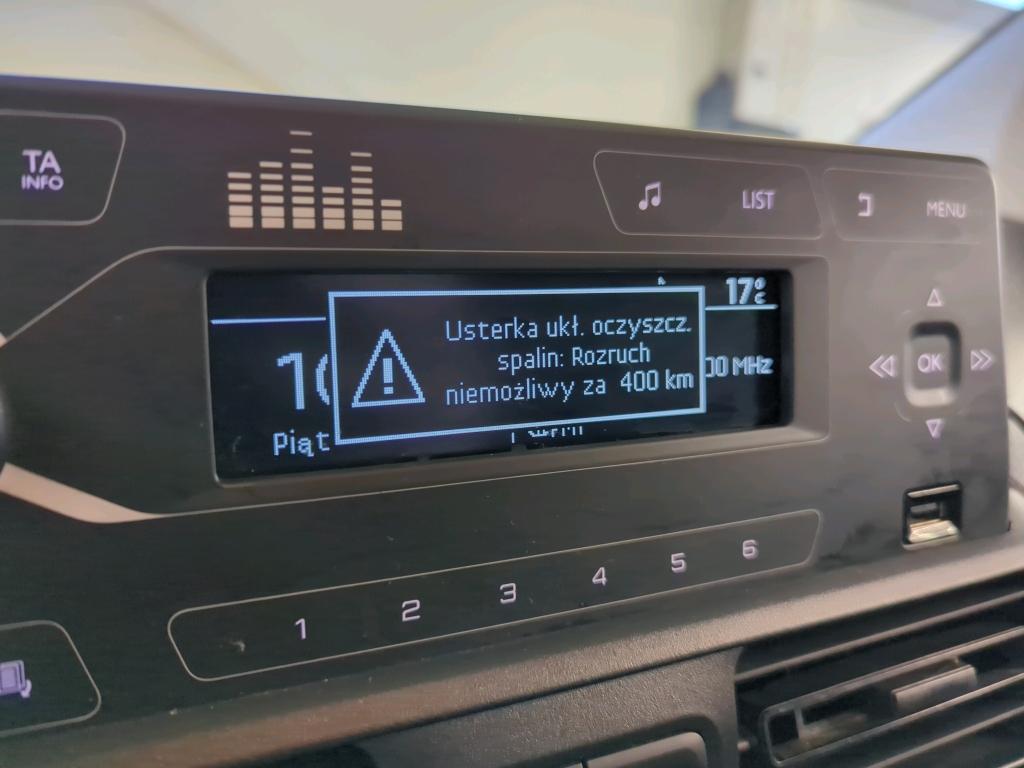 TA
INFO
LIST
MENU
17°C
Usterka ukł. oczyszcz.
spalin: Rozruch
niemożliwy za 400 km
MHz
OK
1 2 3 4 5 6